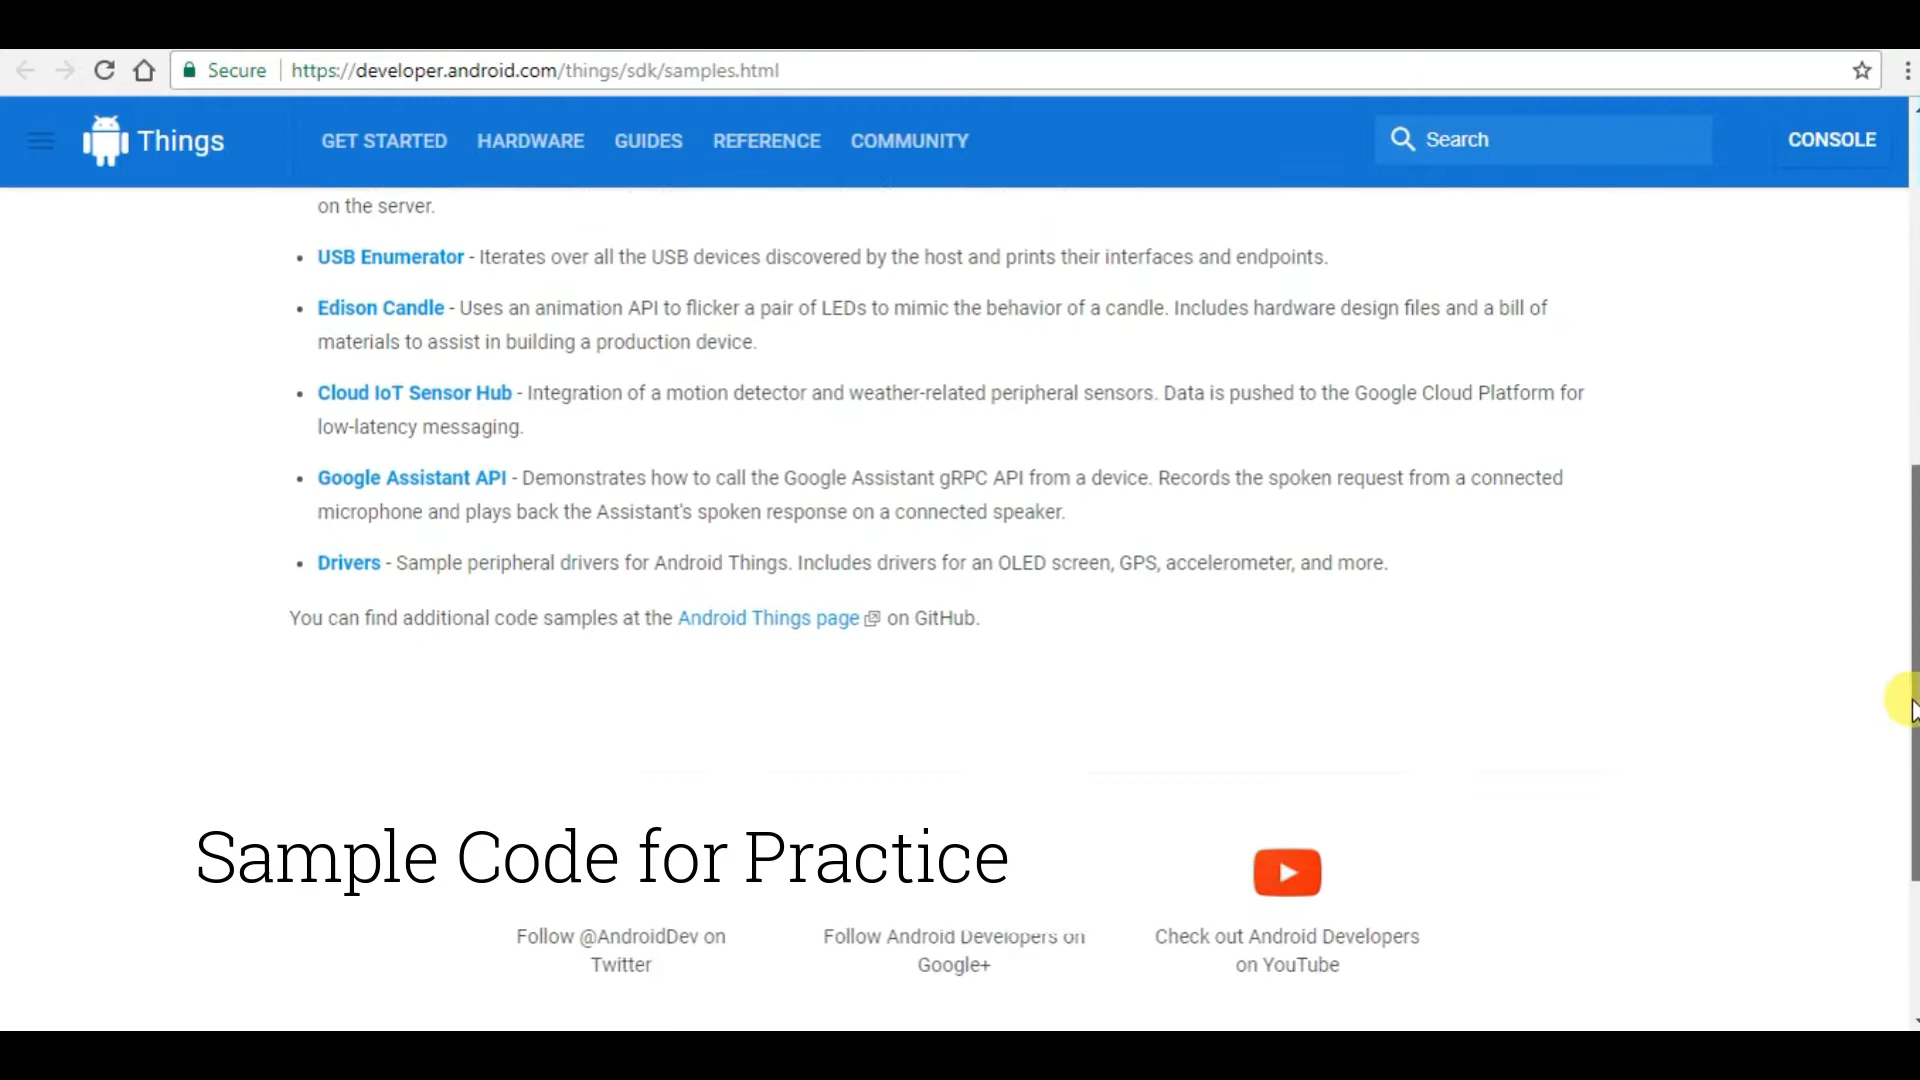 Secure https://developer.android.com/things/sdk/samples.html
Things GET STARTED HARDWARE GUIDES REFERENCE COMMUNITY Search CONSOLE
on the server.
• USB Enumerator - Iterates over all the USB devices discovered by the host and prints their interfaces and endpoints.
• Edison Candle - Uses an animation API to flicker a pair of LEDs to mimic the behavior of a candle. Includes hardware design files and a bill of
materials to assist in building a production device.
• Cloud IoT Sensor Hub - Integration of a motion detector and weather-related peripheral sensors. Data is pushed to the Google Cloud Platform for
low-latency messaging.
• Google Assistant API - Demonstrates how to call the Google Assistant gRPC API from a device. Records the spoken request from a connected
microphone and plays back the Assistant's spoken response on a connected speaker.
• Drivers - Sample peripheral drivers for Android Things. Includes drivers for an OLED screen, GPS, accelerometer, and more.
You can find additional code samples at the Android Things page on GitHub.
Sample Code for Practice
Follow @AndroidDev on
Twitter
Follow Android Developers on
Google+
Check out Android Developers
on YouTube